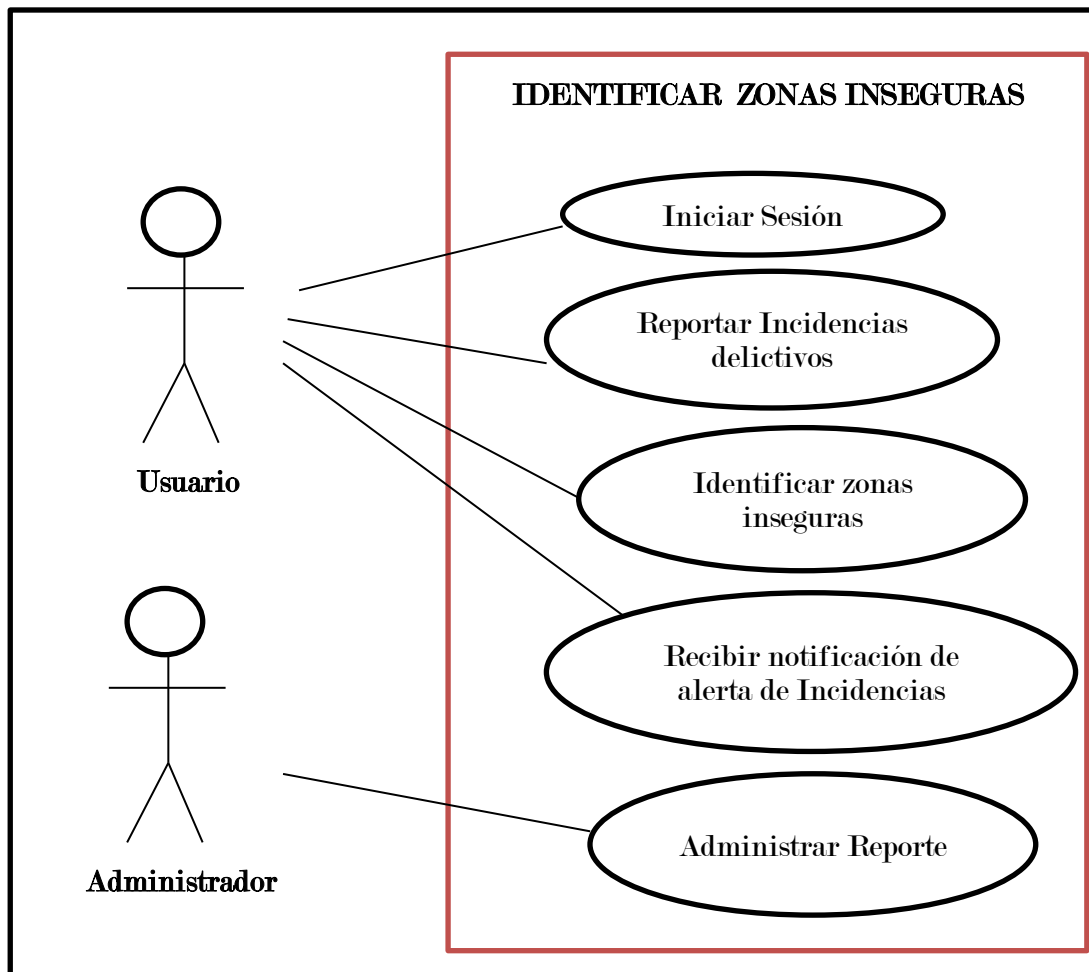 IDENTIFICAR ZONAS INSEGURAS
Iniciar Sesión
Reportar Incidencias
delictivos
Usuario
Identificar zonas
inseguras
Recibir notificación de
alerta de Incidencias
Administrar Reporte
Administrador